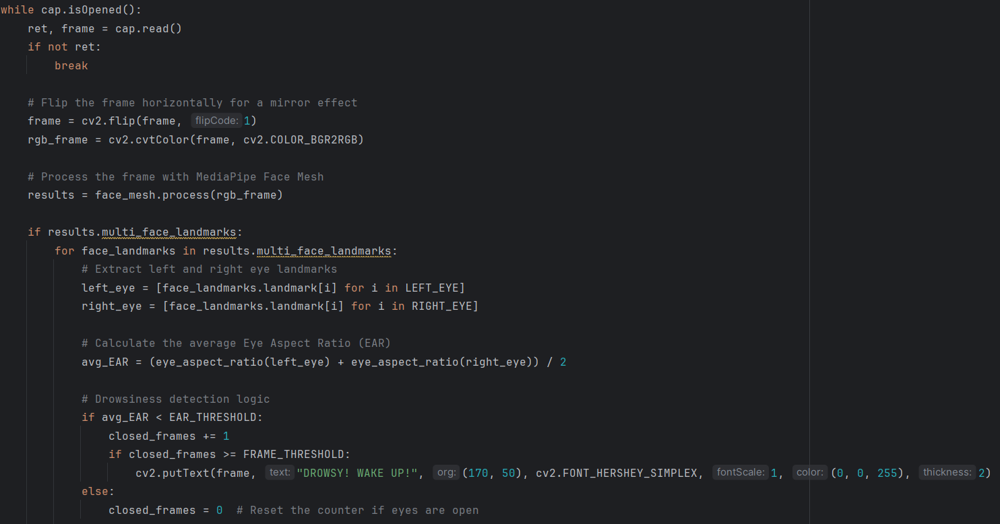 while cap.isOpened():
    ret, frame = cap.read()
    if not ret:
        break

    # Flip the frame horizontally for a mirror effect
    frame = cv2.flip(frame, flipCode: 1)
    rgb_frame = cv2.cvtColor(frame, cv2.COLOR_BGR2RGB)

    # Process the frame with MediaPipe Face Mesh
    results = face_mesh.process(rgb_frame)

    if results.multi_face_landmarks:
        for face_landmarks in results.multi_face_landmarks:
            # Extract left and right eye landmarks
            left_eye = [face_landmarks.landmark[i] for i in LEFT_EYE]
            right_eye = [face_landmarks.landmark[i] for i in RIGHT_EYE]

            # Calculate the average Eye Aspect Ratio (EAR)
            avg_EAR = (eye_aspect_ratio(left_eye) + eye_aspect_ratio(right_eye)) / 2

            # Drowsiness detection logic
            if avg_EAR < EAR_THRESHOLD:
                closed_frames += 1
                if closed_frames >= FRAME_THRESHOLD:
                    cv2.putText(frame, text: "DROWSY! WAKE UP!", org: (170, 50), cv2.FONT_HERSHEY_SIMPLEX, fontScale: 1, color: (0, 0, 255), thickness: 2)
            else:
                closed_frames = 0  # Reset the counter if eyes are open